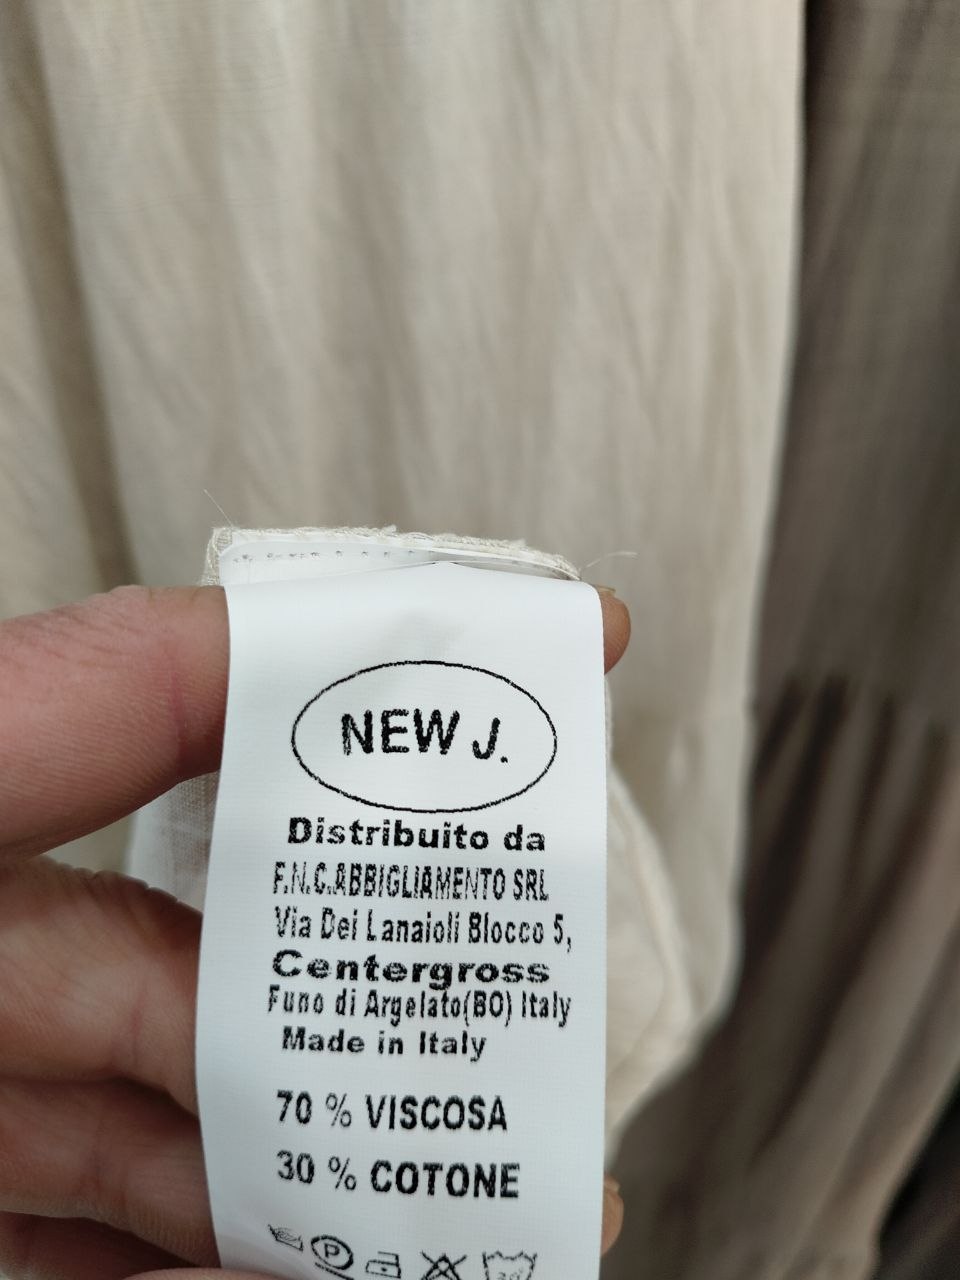 NEW J.
Distribuito da
F.N.C.ABBIGLIAMENTO SRL
Via Dei Lanaioli Blocco 5,
Centergross
Funo di Argelato(BO) Italy
Made in Italy
70 % VISCOSA
30 % COTONE
P
30°